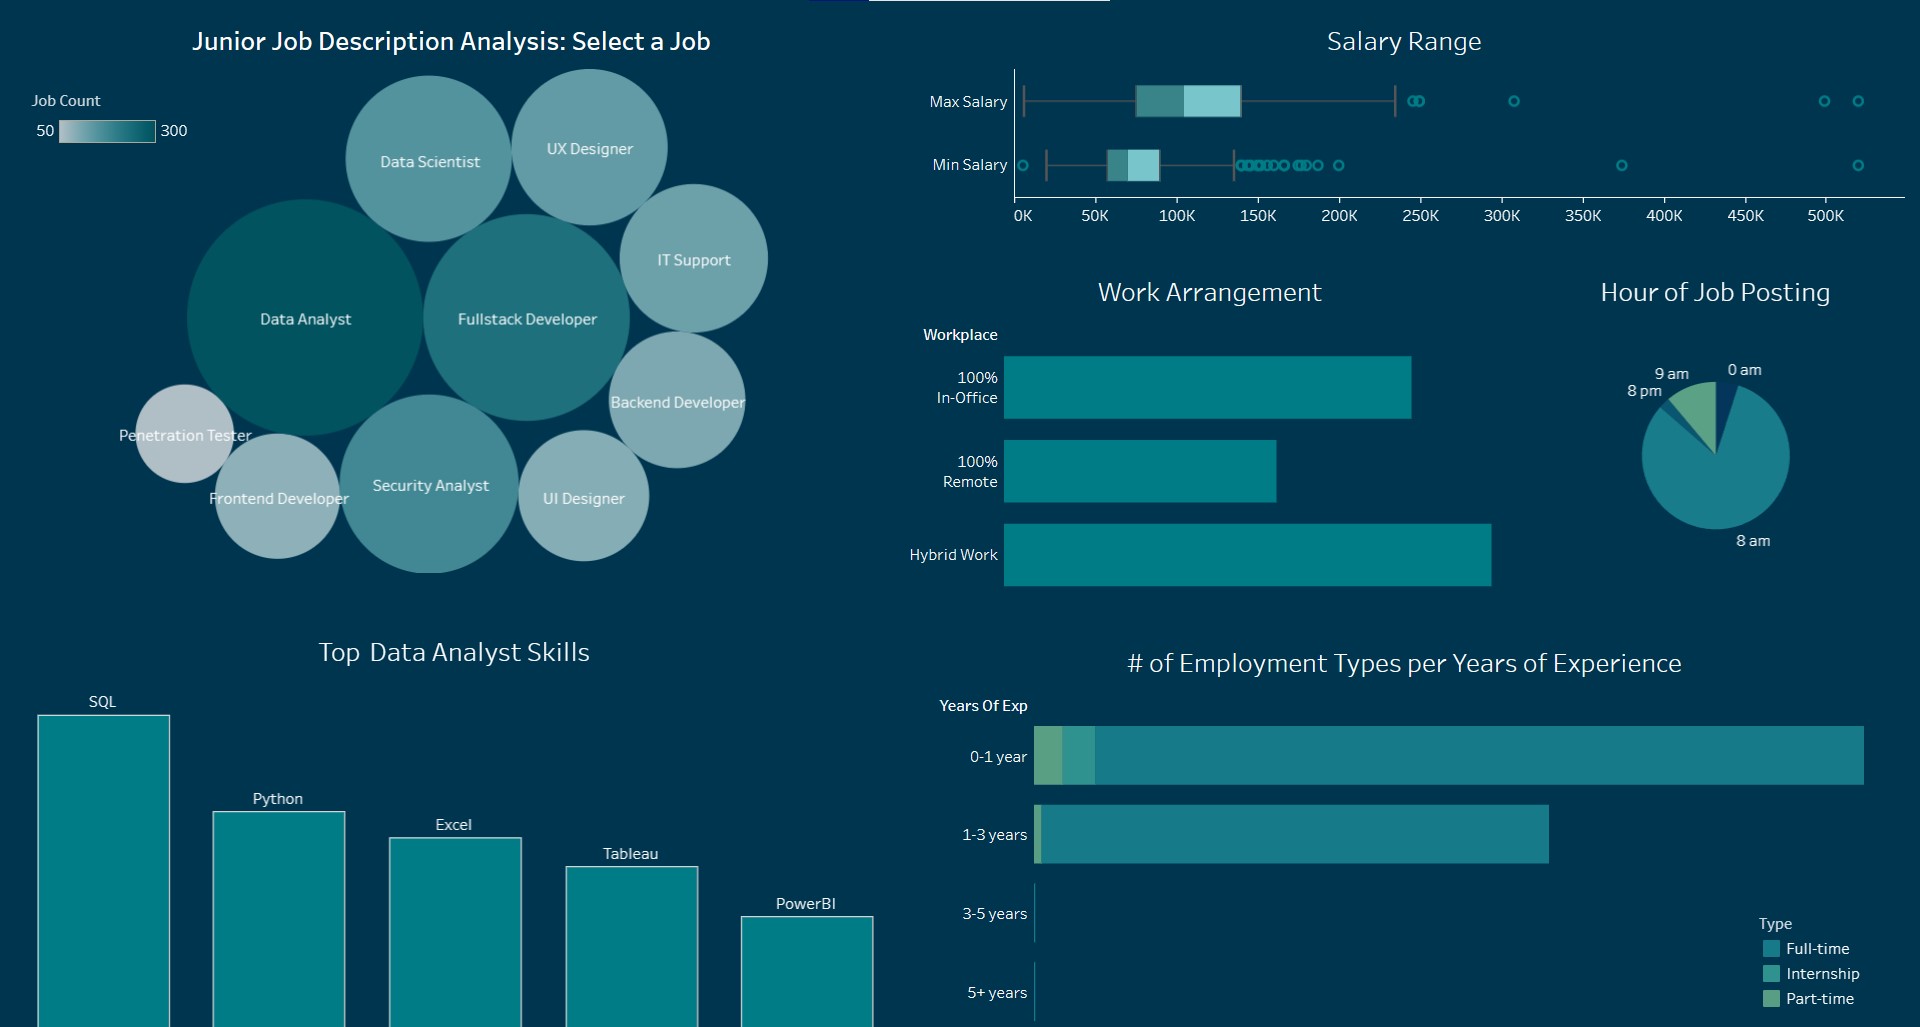 Junior Job Description Analysis: Select a Job
Job Count
50 300
Data Scientist
UX Designer
IT Support
Data Analyst
Fullstack Developer
Backend Developer
Penetration Tester
Frontend Developer
Security Analyst
UI Designer
Salary Range
Max Salary
Min Salary
0K 50K 100K 150K 200K 250K 300K 350K 400K 450K 500K
Work Arrangement
Workplace
100%
In-Office
100%
Remote
Hybrid Work
Hour of Job Posting
9 am
0 am
8 pm
8 am
Top Data Analyst Skills
SQL
Python
Excel
Tableau
PowerBI
# of Employment Types per Years of Experience
Years Of Exp
0-1 year
1-3 years
3-5 years
5+ years
Type
Full-time
Internship
Part-time